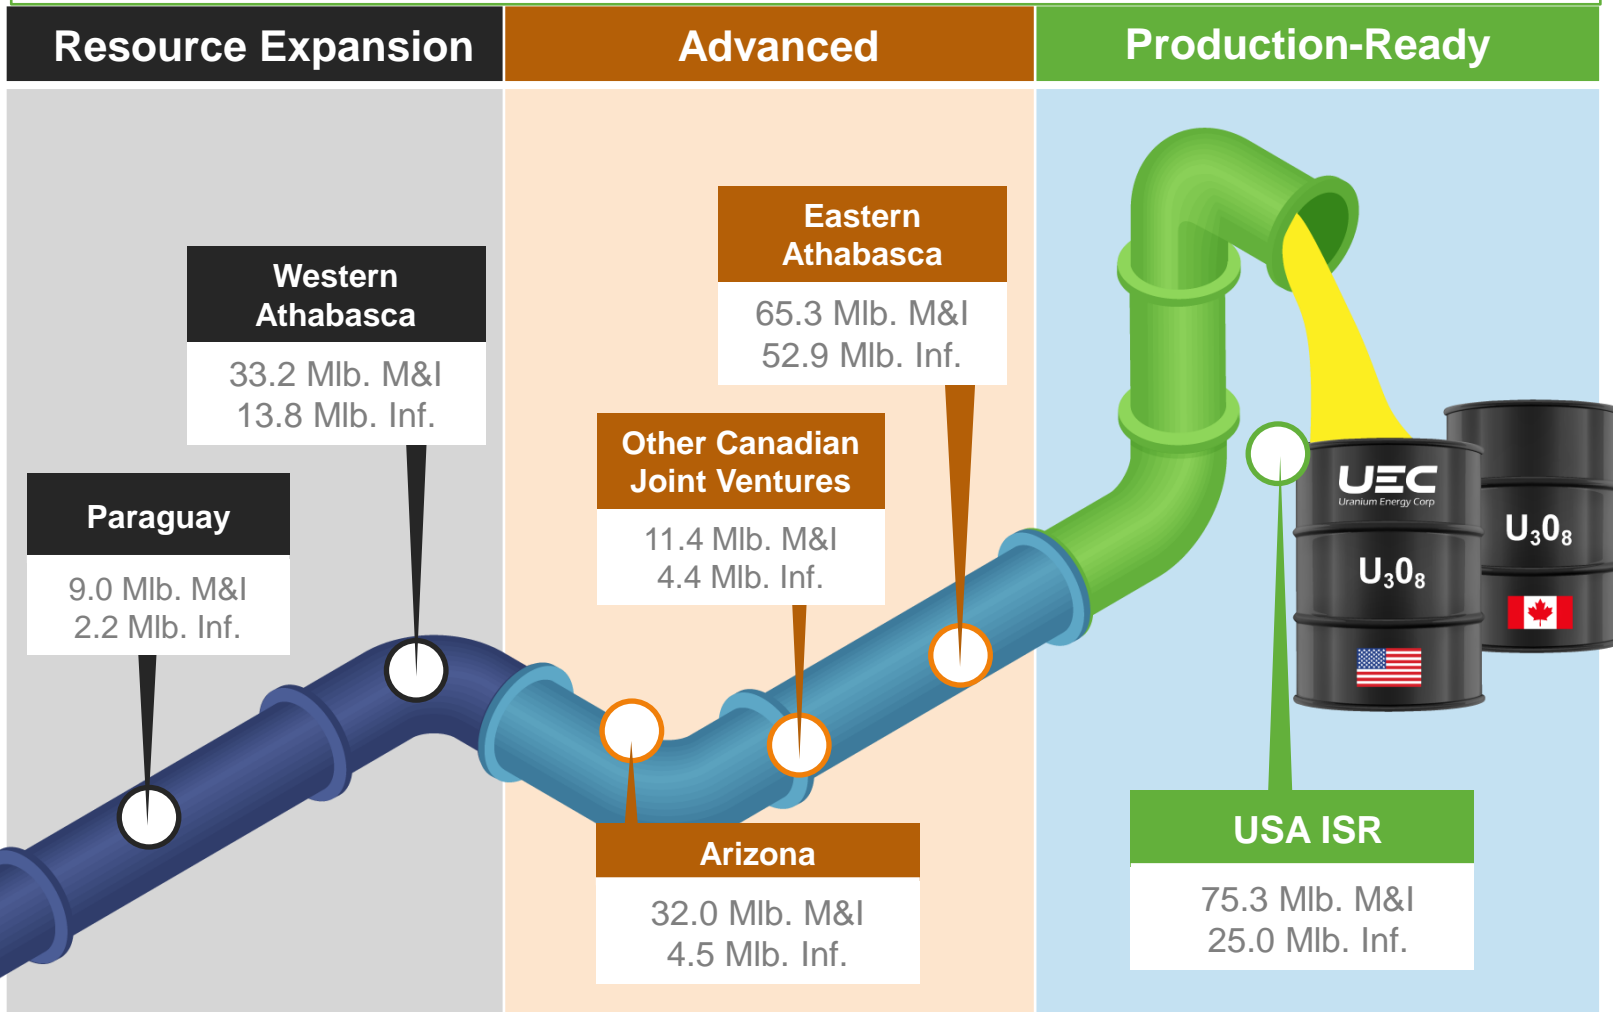 Resource Expansion
Advanced
Production-Ready
Western
Athabasca
33.2 Mlb. M&I
13.8 Mlb. Inf.
Paraguay
9.0 Mlb. M&I
2.2 Mlb. Inf.
Eastern
Athabasca
65.3 Mlb. M&I
52.9 Mlb. Inf.
Other Canadian
Joint Ventures
11.4 Mlb. M&I
4.4 Mlb. Inf.
Arizona
32.0 Mlb. M&I
4.5 Mlb. Inf.
UEC
Uranium Energy Corp
U₃0₈
U₃0₈
USA ISR
75.3 Mlb. M&I
25.0 Mlb. Inf.